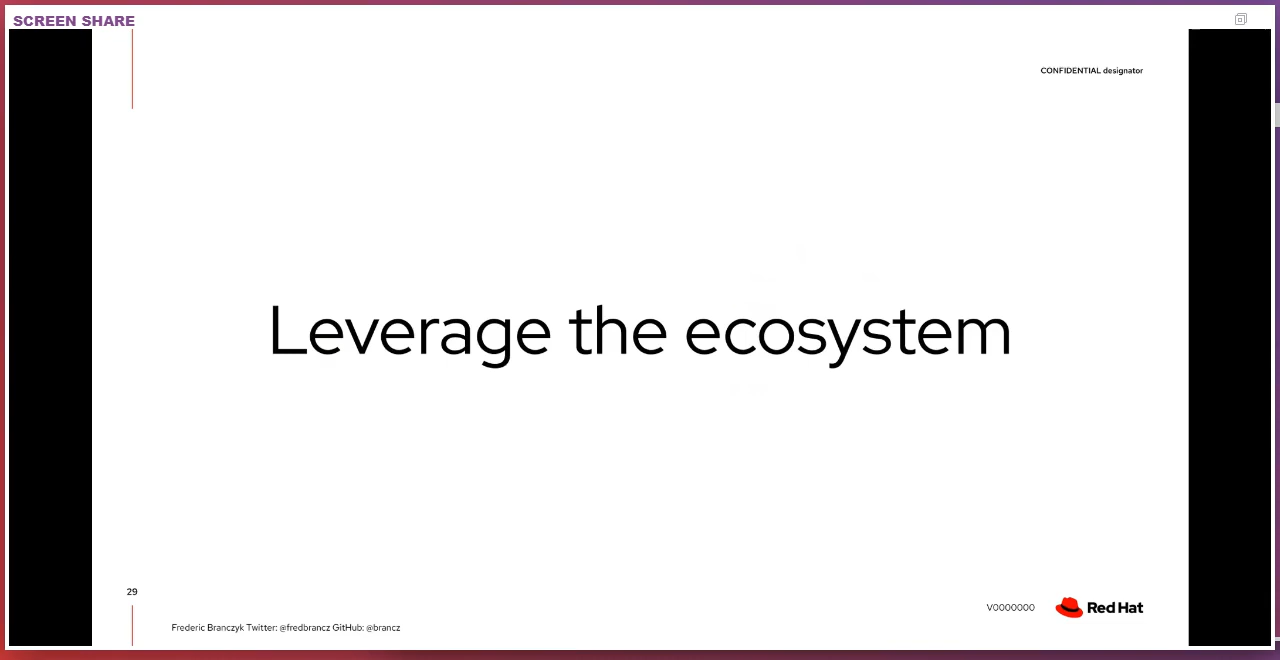 SCREEN SHARE
CONFIDENTIAL designator
Leverage the ecosystem
29
V0000000
Red Hat
Frederic Branczyk Twitter: @fredbrancz GitHub: @brancz